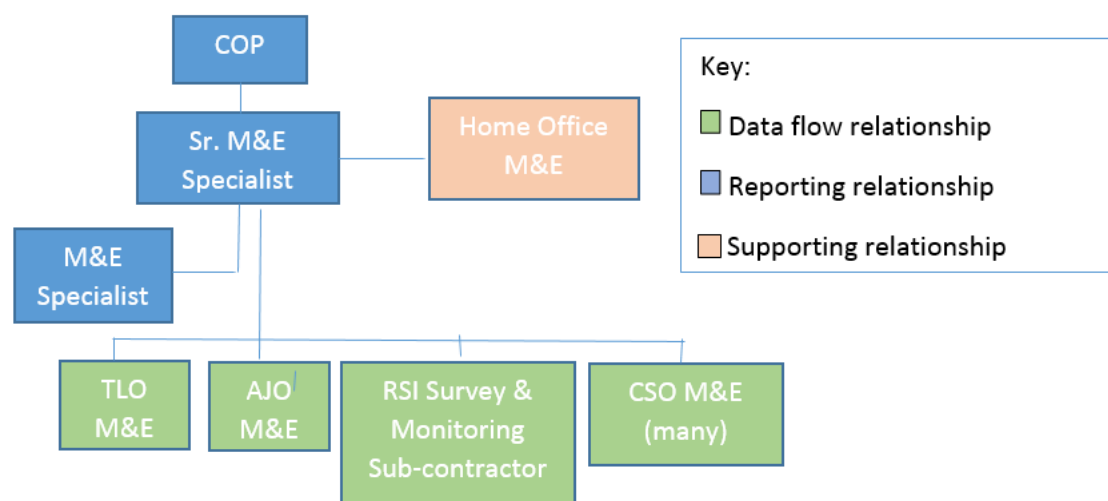 COP
Sr. M&E
Specialist
Home Office
M&E
M&E
Specialist
TLO
M&E
AJO
M&E
RSI Survey &
Monitoring
Sub-contractor
CSO M&E
(many)
Key:
Data flow relationship
Reporting relationship
Supporting relationship